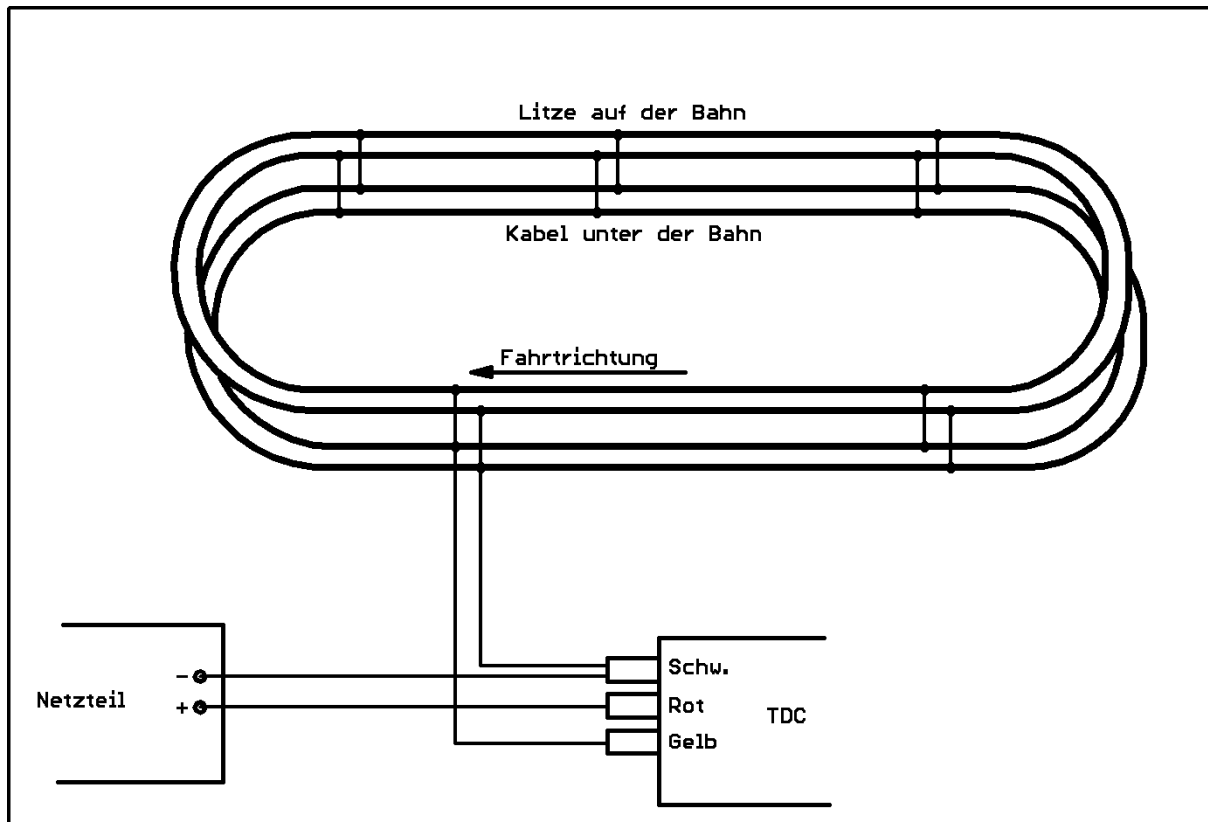 Litze auf der Bahn
Kabel unter der Bahn
Fahrtrichtung
Netzteil
-
+
Schw.
Rot
Gelb
TDC